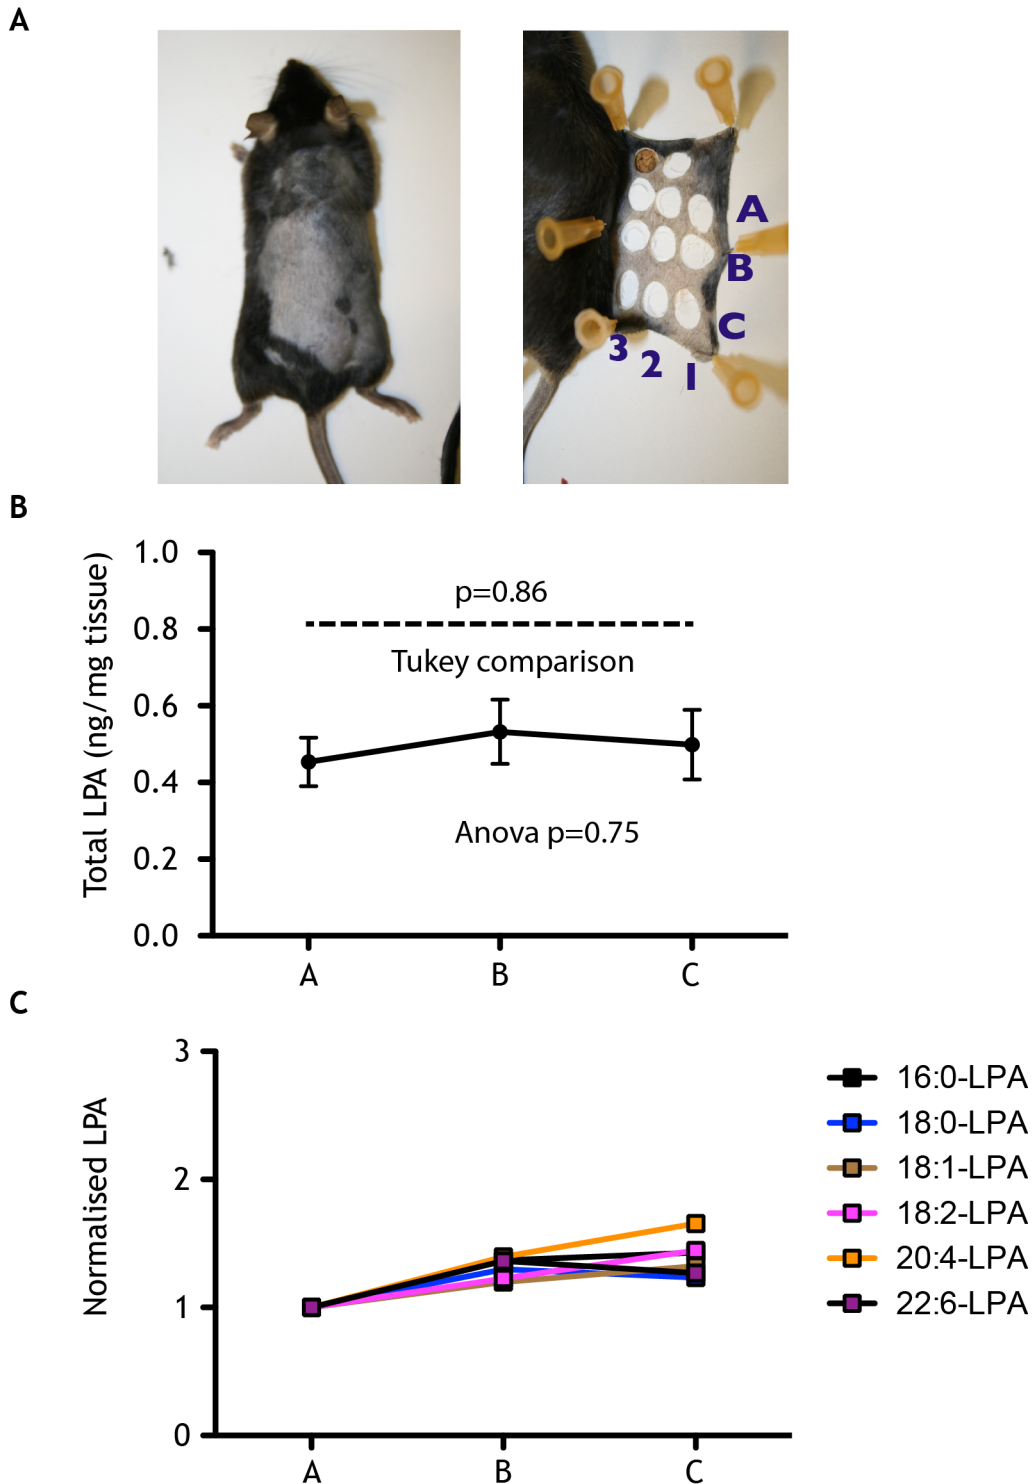 A
A
B
C
3
2
1
B
Total LPA (ng/mg tissue)
1.0
0.8
0.6
0.4
0.2
0.0
p=0.86
Tukey comparison
Anova p=0.75
A
B
C
C
Normalised LPA
3
2
1
0
A
B
C
16:0-LPA
18:0-LPA
18:1-LPA
18:2-LPA
20:4-LPA
22:6-LPA